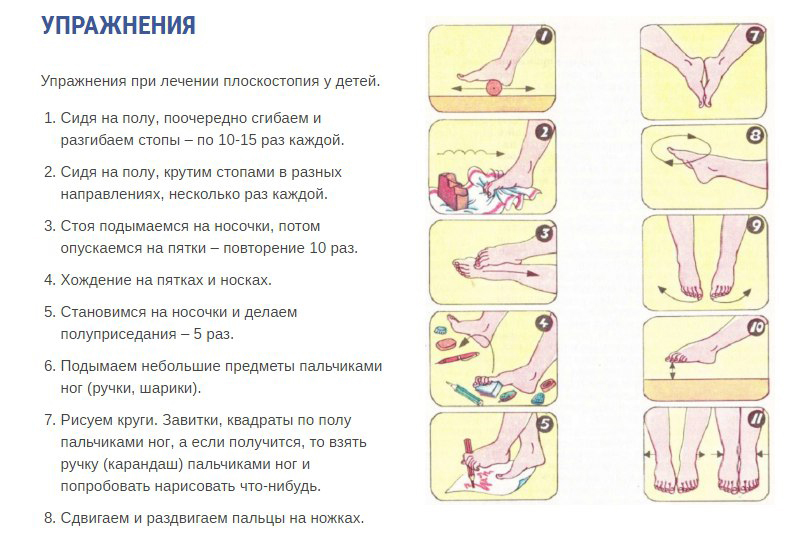 УПРАЖНЕНИЯ
Упражнения при лечении плоскостопия у детей.
1. Сидя на полу, поочередно сгибаем и
разгибаем стопы – по 10-15 раз каждой.
2. Сидя на полу, крутим стопами в разных
направлениях, несколько раз каждой.
3. Стоя подымаемся на носочки, потом
опускаемся на пятки – повторение 10 раз.
4. Хождение на пятках и носках.
5. Становимся на носочки и делаем
полуприседания – 5 раз.
6. Подымаем небольшие предметы пальчиками
ног (ручки, шарики).
7. Рисуем круги. Завитки, квадраты по полу
пальчиками ног, а если получится, то взять
ручку (карандаш) пальчиками ног и
попробовать нарисовать что-нибудь.
8. Сдвигаем и раздвигаем пальцы на ножках.
1
2
3
4
5
7
8
9
10
11